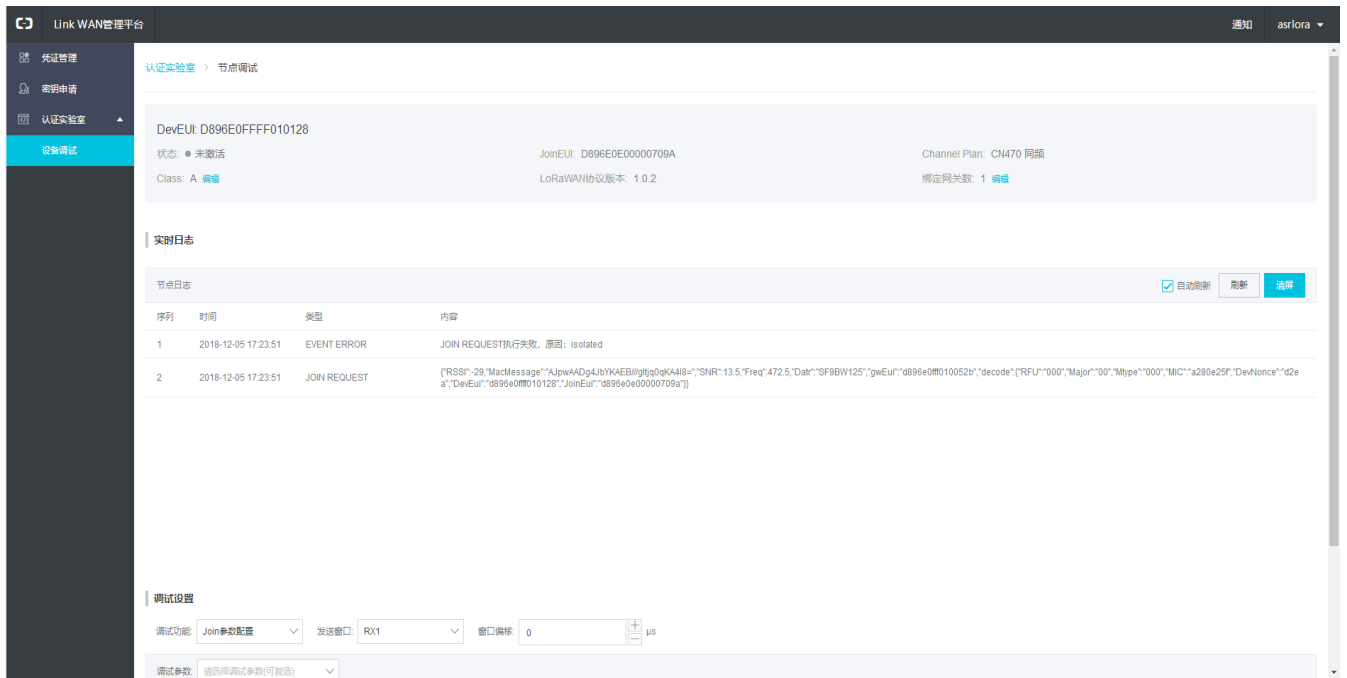 Link WAN管理平台 通知 asrlora
凭证管理
密钥申请
认证实验室
设备调试
认证实验室 > 节点调试
DevEUI: D896E0FFFF010128
状态: 未激活 JoinEUI: D896E0E00000709A Channel Plan: CN470 同频
Class: A 编辑 LoRaWAN协议版本: 1.0.2 绑定网关数: 1 编辑
实时日志
节点日志 自动刷新 刷新 清屏
序列 时间 类型 内容
1 2018-12-05 17:23:51 EVENT ERROR JOIN REQUEST执行失败，原因：isolated
2 2018-12-05 17:23:51 JOIN REQUEST {"RSSI":-29,"MacMessage":"AJpwAADg4JbYKAEB///gltjq0qKA4l8=","SNR":13.5,"Freq":472.5,"Datr":"SF9BW125","gwEui":"d896e0fff010052b","decode":{"RFU":"000","Major":"00","Mtype":"000","MIC":"a280e25f","DevNonce":"d2e
a","DevEui":"d896e0ffff010128","JoinEui":"d896e0e00000709a"}}
调试设置
调试功能: Join参数配置 发送窗口: RX1 窗口偏移: 0 + − μs
调试参数: 请选择调试参数(可复选)